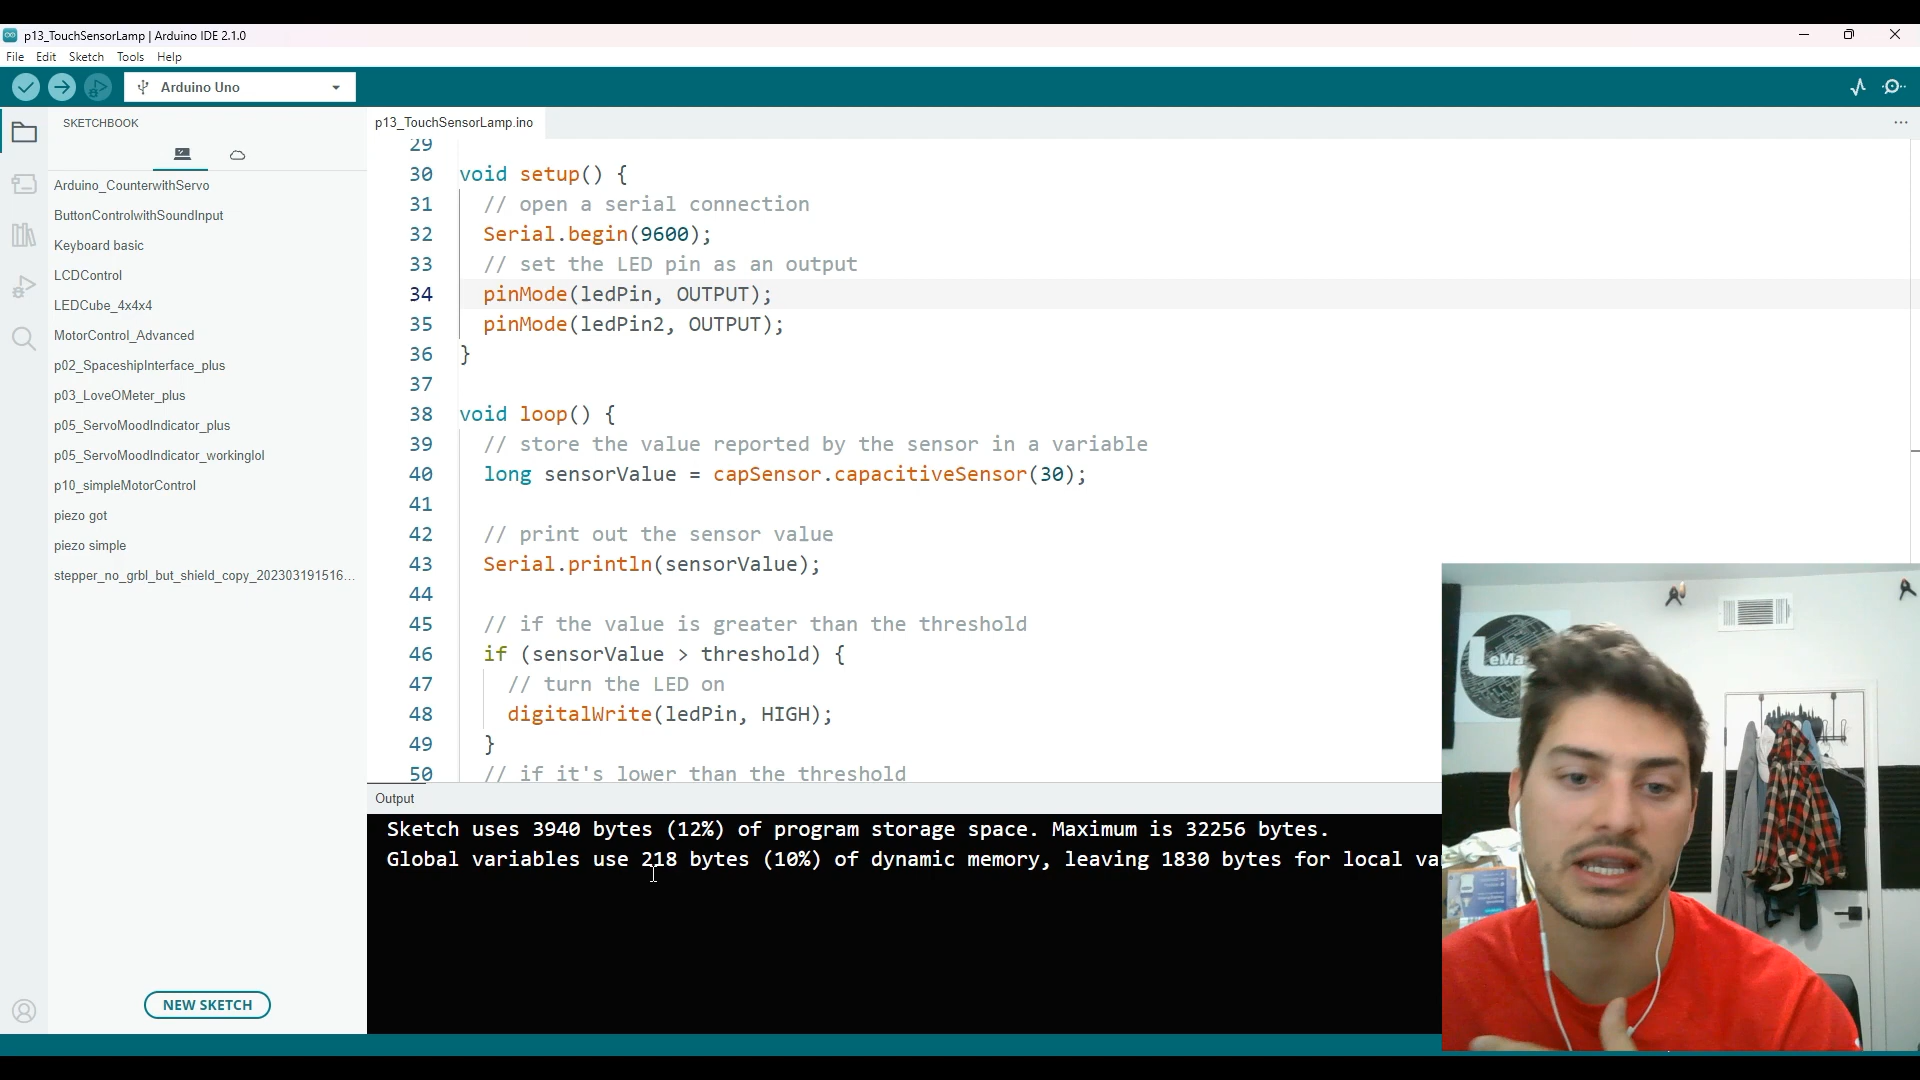 p13_TouchSensorLamp | Arduino IDE 2.1.0
File Edit Sketch Tools Help
Arduino Uno
SKETCHBOOK
Arduino_CounterwithServo
ButtonControlwithSoundInput
Keyboard basic
LCDControl
LEDCube_4x4x4
MotorControl_Advanced
p02_SpaceshipInterface_plus
p03_LoveOMeter_plus
p05_ServoMoodIndicator_plus
p05_ServoMoodIndicator_workinglol
p10_simpleMotorControl
piezo got
piezo simple
stepper_no_grbl_but_shield_copy_202303191516...
NEW SKETCH
p13_TouchSensorLamp.ino
29
30 void setup() {
31 // open a serial connection
32 Serial.begin(9600);
33 // set the LED pin as an output
34 pinMode(ledPin, OUTPUT);
35 pinMode(ledPin2, OUTPUT);
36 }
37
38 void loop() {
39 // store the value reported by the sensor in a variable
40 long sensorValue = capSensor.capacitiveSensor(30);
41
42 // print out the sensor value
43 Serial.println(sensorValue);
44
45 // if the value is greater than the threshold
46 if (sensorValue > threshold) {
47 // turn the LED on
48 digitalWrite(ledPin, HIGH);
49 }
50 // if it's lower than the threshold
Output
Sketch uses 3940 bytes (12%) of program storage space. Maximum is 32256 bytes.
Global variables use 218 bytes (10%) of dynamic memory, leaving 1830 bytes for local va